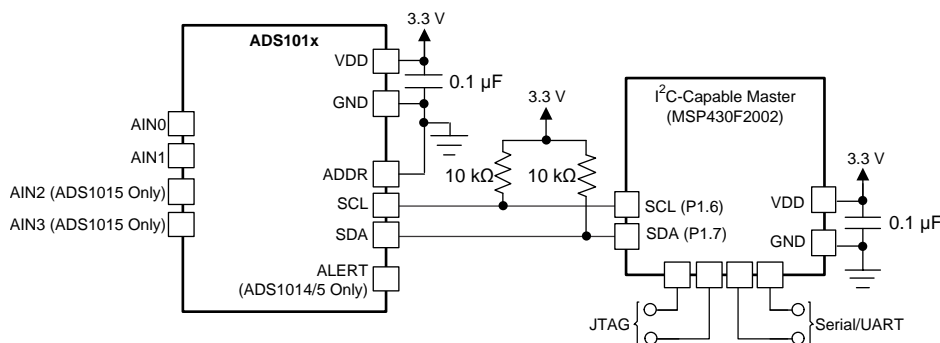 3.3 V
ADS101x
VDD
0.1 µF
GND
3.3 V
I²C-Capable Master
(MSP430F2002)
AIN0
AIN1
3.3 V
ADDR
10 kΩ
10 kΩ
AIN2 (ADS1015 Only)
SCL
SCL (P1.6)
VDD
0.1 µF
AIN3 (ADS1015 Only)
SDA
SDA (P1.7)
GND
ALERT
(ADS1014/5 Only)
JTAG
Serial/UART